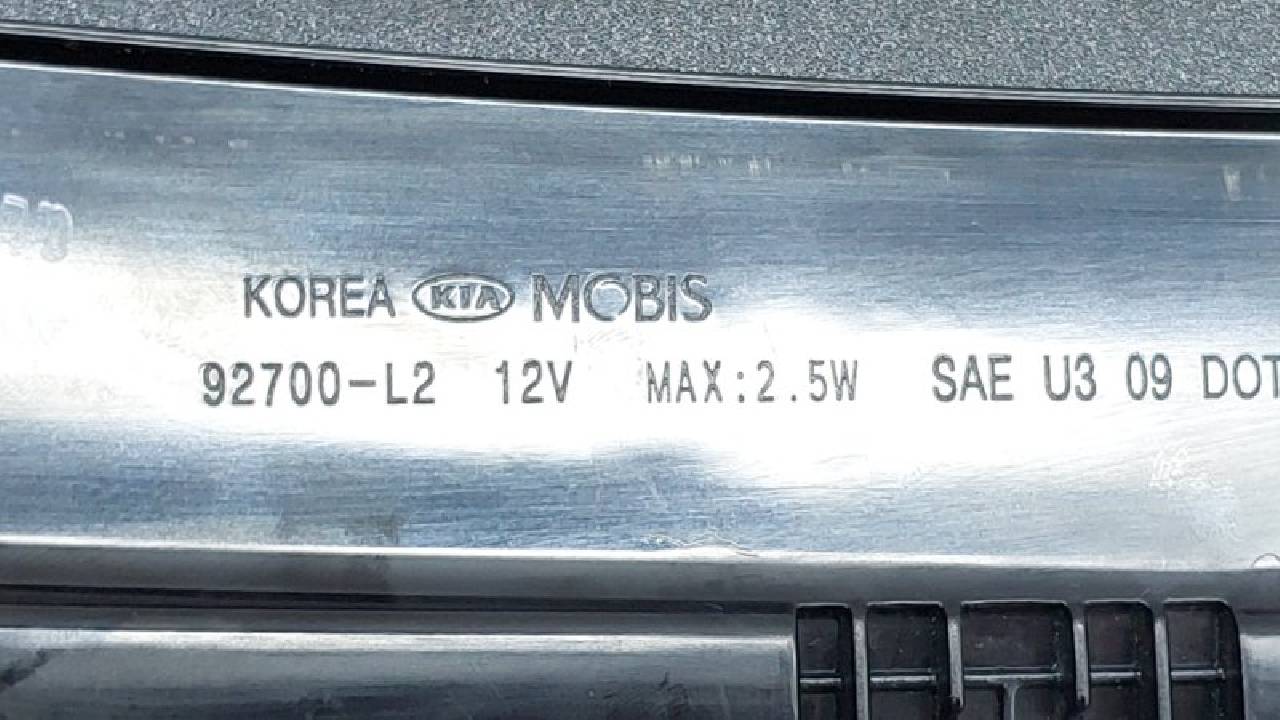 KOREA KIA MOBIS
92700-L2 12V MAX:2.5W SAE U3 09 DOT